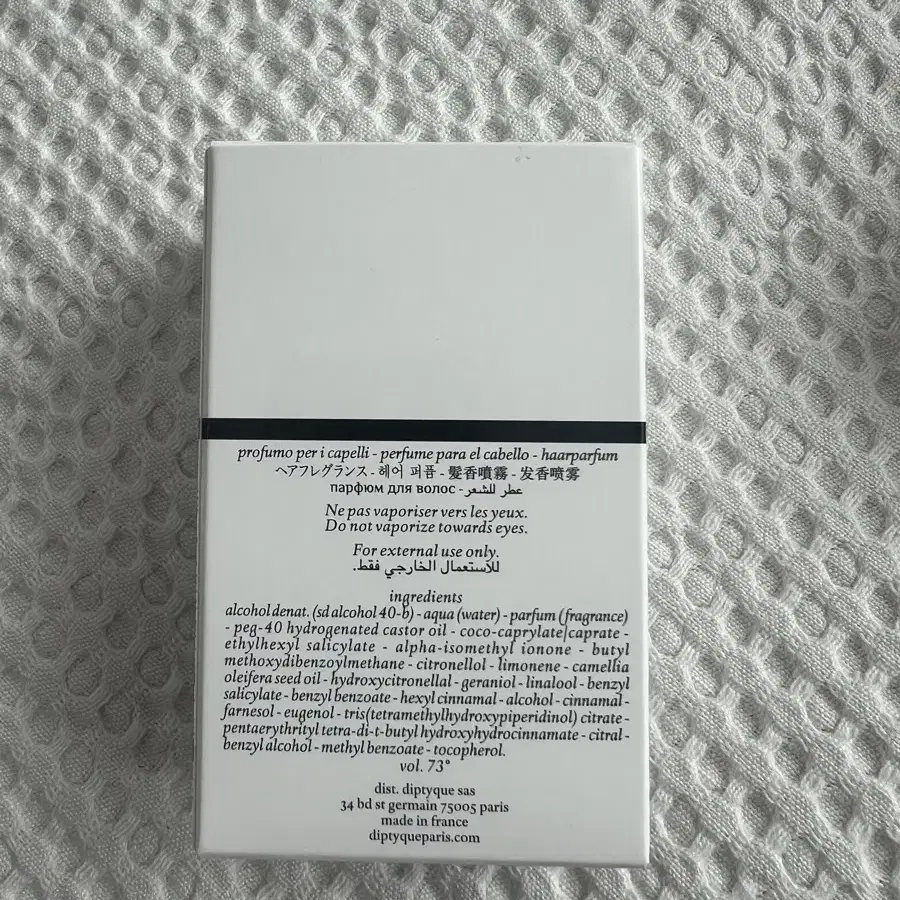 profumo per i capelli - perfume para el cabello - haarparfum
ヘアフレグランス - 헤어 퍼퓸 - 髮香噴霧 - 发香喷雾
парфюм для волос - عطر للشعر
Ne pas vaporiser vers les yeux.
Do not vaporize towards eyes.
For external use only.
للاستعمال الخارجي فقط.
ingredients
alcohol denat. (sd alcohol 40-b) - aqua (water) - parfum (fragrance)
- peg-40 hydrogenated castor oil - coco-caprylate/caprate -
ethylhexyl salicylate - alpha-isomethyl ionone - butyl
methoxydibenzoylmethane - citronellol - limonene - camellia
oleifera seed oil - hydroxycitronellal - geraniol - linalool - benzyl
salicylate - benzyl benzoate - hexyl cinnamal - alcohol - cinnamal -
farnesol - eugenol - tris(tetramethylhydroxypiperidinol) citrate -
pentaerythrityl tetra-di-t-butyl hydroxyhydrocinnamate - citral -
benzyl alcohol - methyl benzoate - tocopherol.
vol. 73°
dist. diptyque sas
34 bd st germain 75005 paris
made in france
diptyqueparis.com